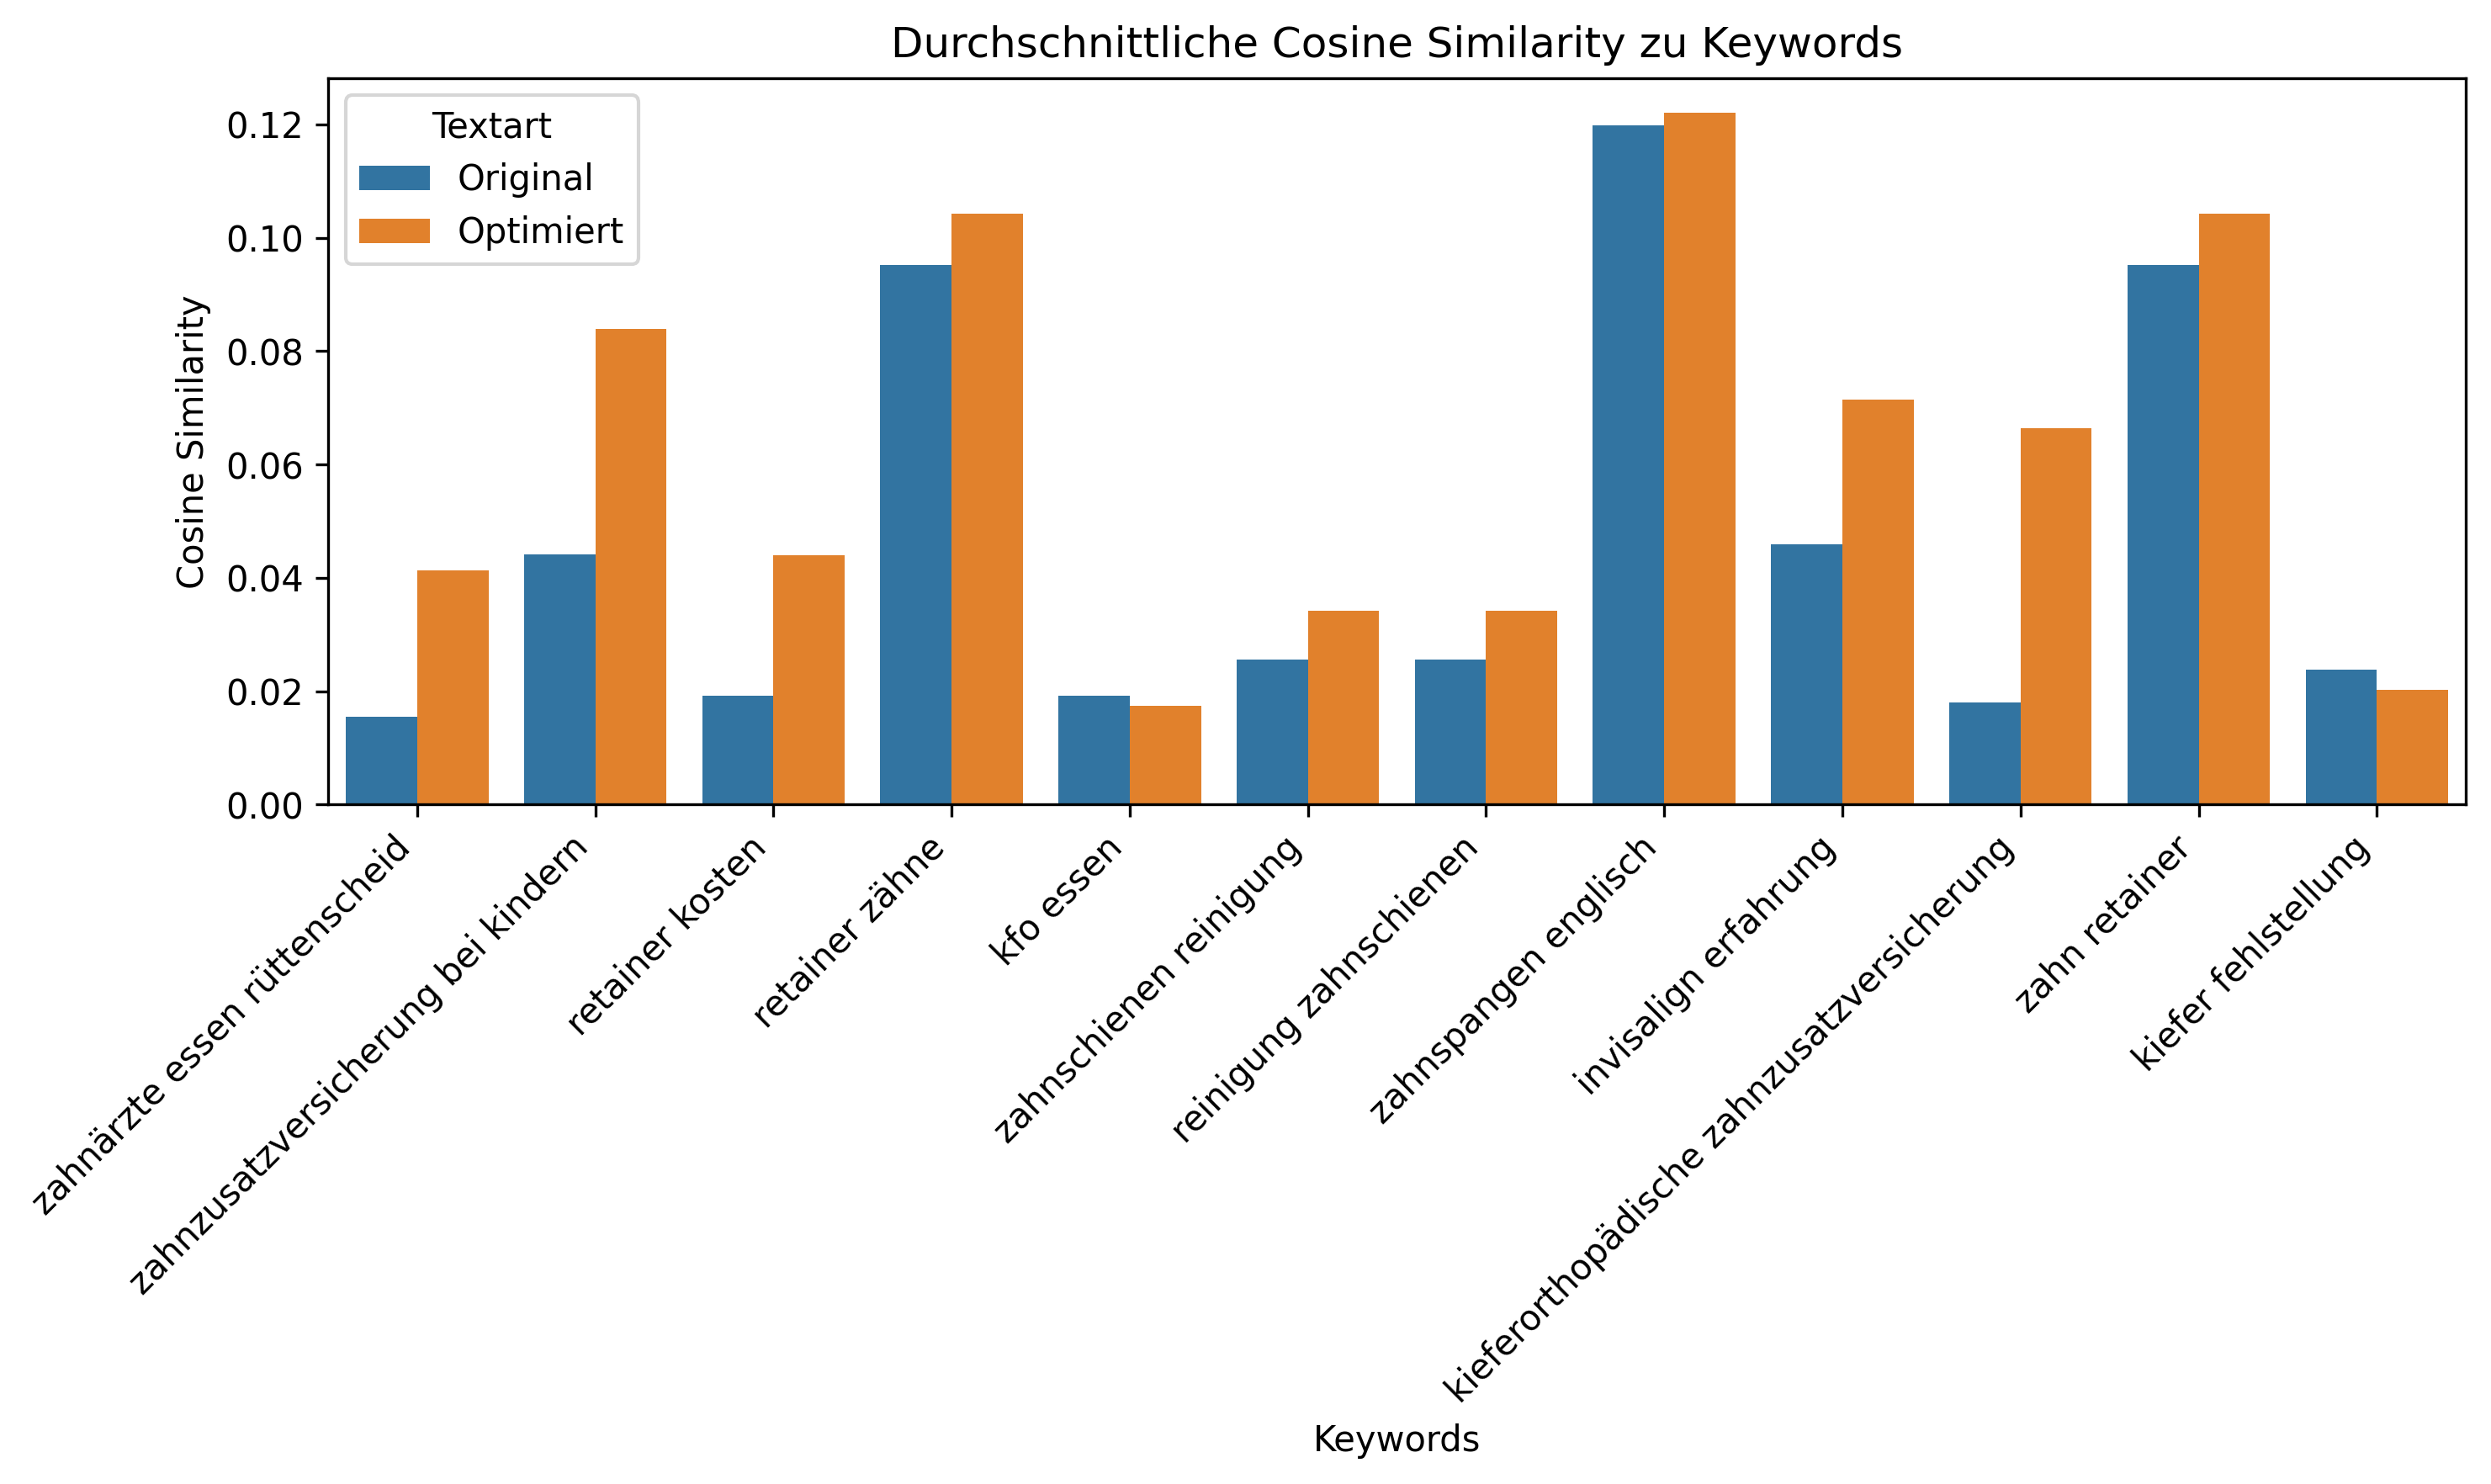 Durchschnittliche Cosine Similarity zu Keywords
Textart
Original
Optimiert
Cosine Similarity
0.12
0.10
0.08
0.06
0.04
0.02
0.00
zahnärzte essen rüttenscheid
zahnzusatzversicherung bei kindern
retainer kosten
retainer zähne
kfo essen
zahnschienen reinigung
reinigung zahnschienen
zahnspangen englisch
invisalign erfahrung
kieferorthopädische zahnzusatzversicherung
zahn retainer
kiefer fehlstellung
Keywords